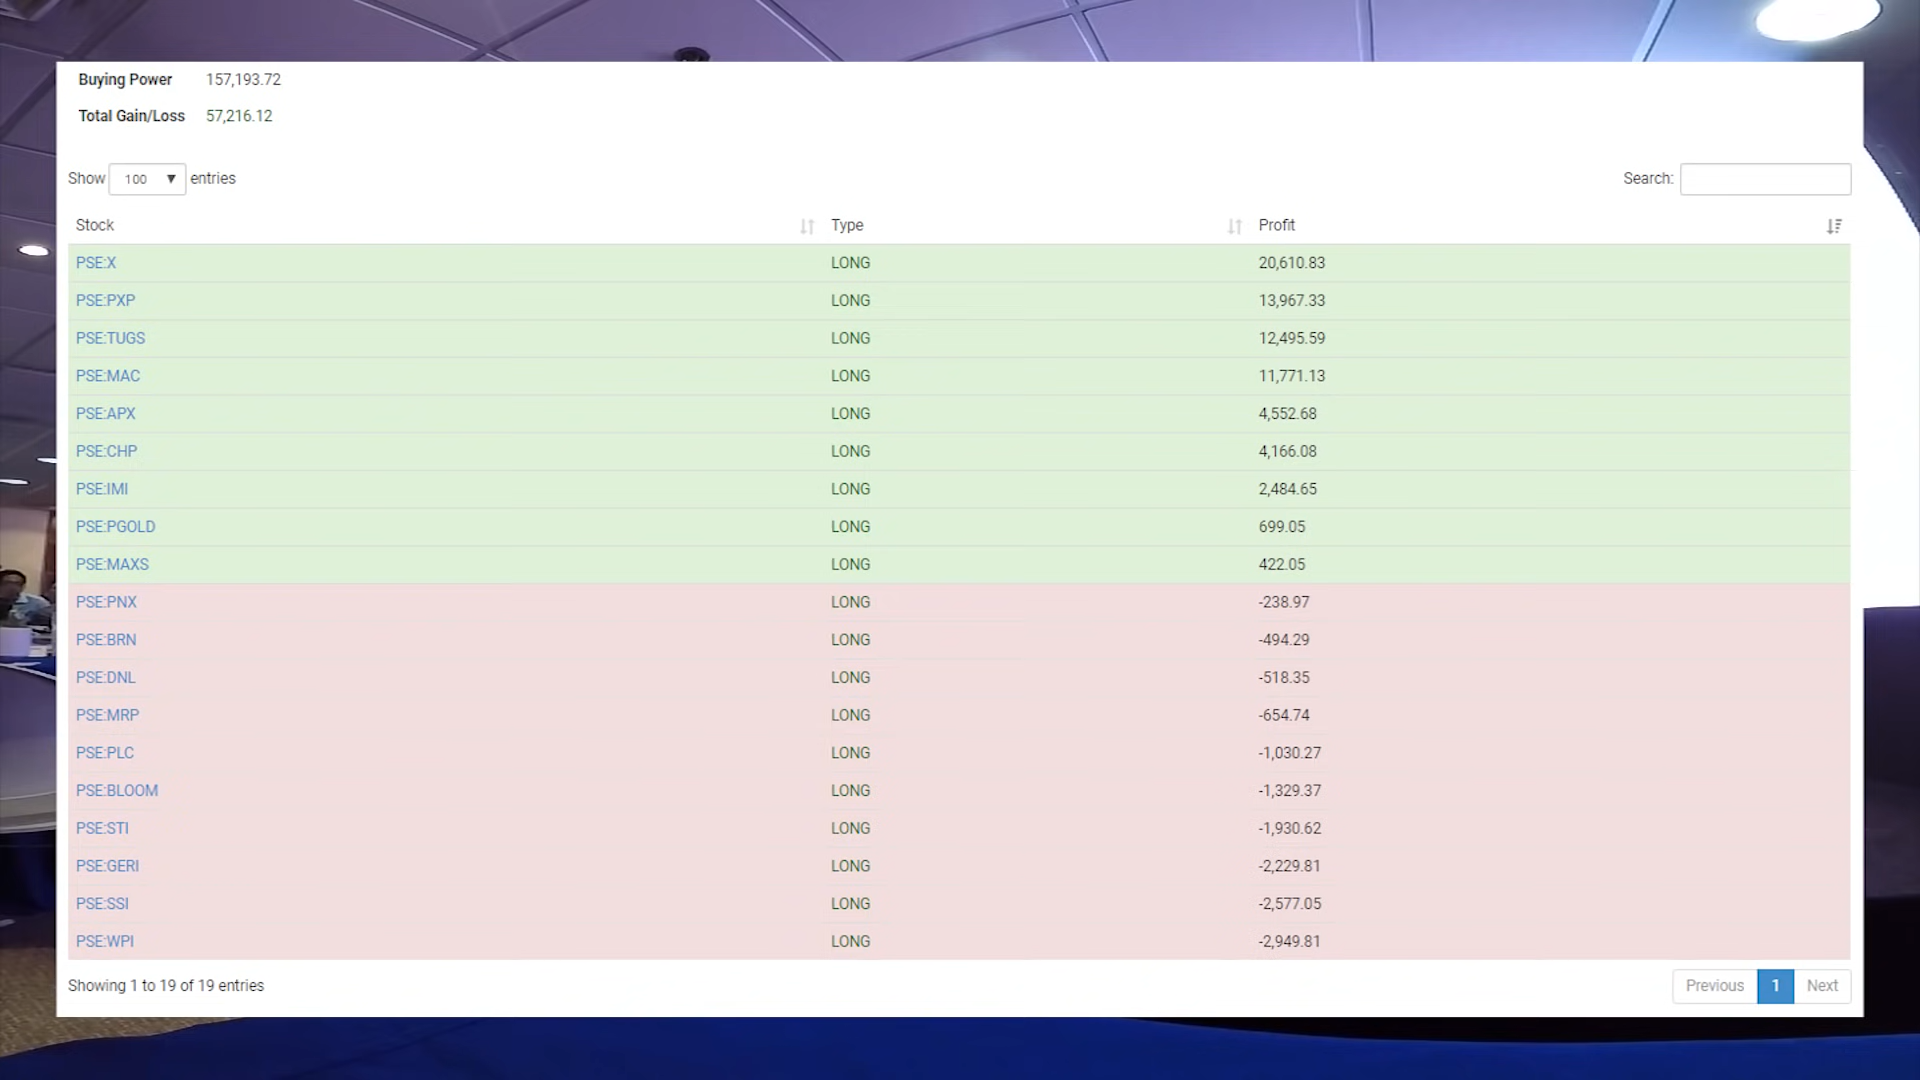 Buying Power 157,193.72
Total Gain/Loss 57,216.12
Show 100 ▼ entries Search:
Stock Type Profit
PSE:X LONG 20,610.83
PSE:PXP LONG 13,967.33
PSE:TUGS LONG 12,495.59
PSE:MAC LONG 11,771.13
PSE:APX LONG 4,552.68
PSE:CHP LONG 4,166.08
PSE:IMI LONG 2,484.65
PSE:PGOLD LONG 699.05
PSE:MAXS LONG 422.05
PSE:PNX LONG -238.97
PSE:BRN LONG -494.29
PSE:DNL LONG -518.35
PSE:MRP LONG -654.74
PSE:PLC LONG -1,030.27
PSE:BLOOM LONG -1,329.37
PSE:STI LONG -1,930.62
PSE:GERI LONG -2,229.81
PSE:SSI LONG -2,577.05
PSE:WPI LONG -2,949.81
Showing 1 to 19 of 19 entries Previous 1 Next